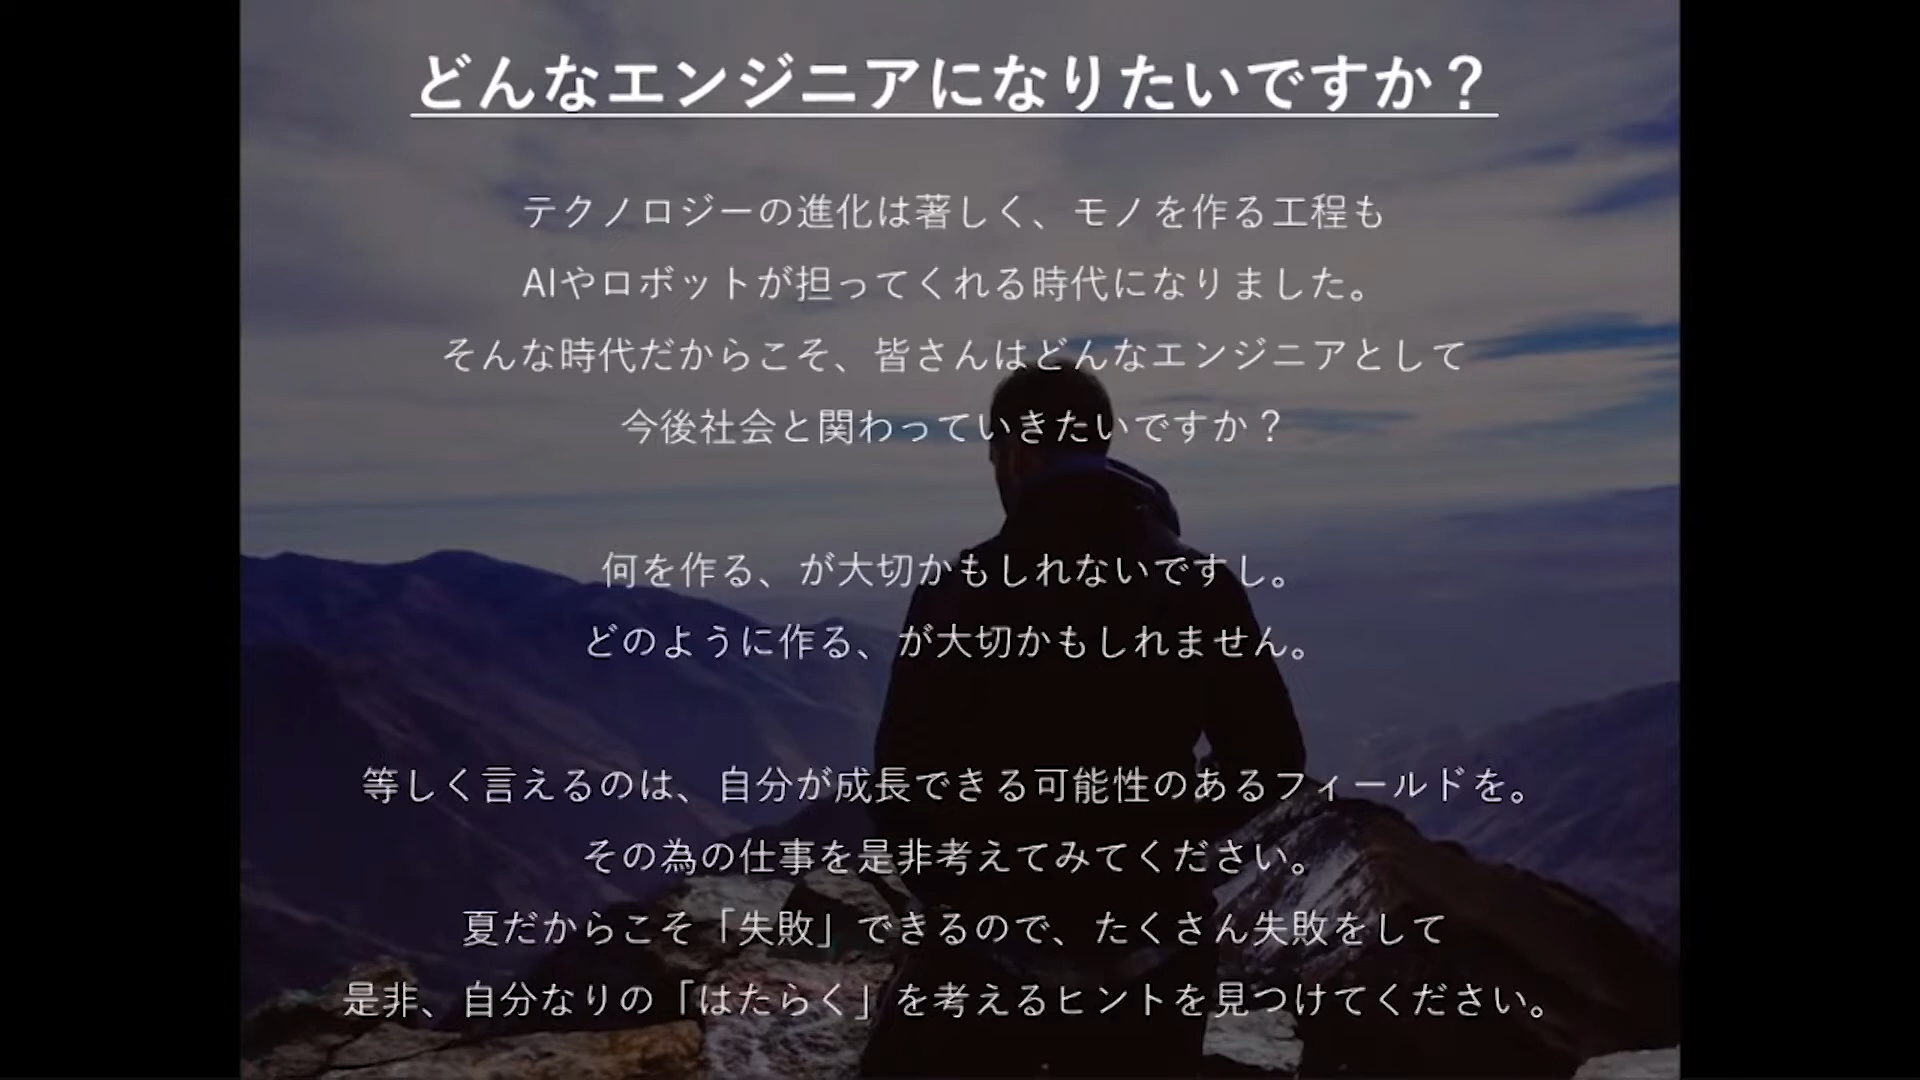 どんなエンジニアになりたいですか？
テクノロジーの進化は著しく、モノを作る工程も
AIやロボットが担ってくれる時代になりました。
そんな時代だからこそ、皆さんはどんなエンジニアとして
今後社会と関わっていきたいですか？
何を作る、が大切かもしれないですし。
どのように作る、が大切かもしれません。
等しく言えるのは、自分が成長できる可能性のあるフィールドを。
その為の仕事を是非考えてみてください。
夏だからこそ「失敗」できるので、たくさん失敗をして
是非、自分なりの「はたらく」を考えるヒントを見つけてください。